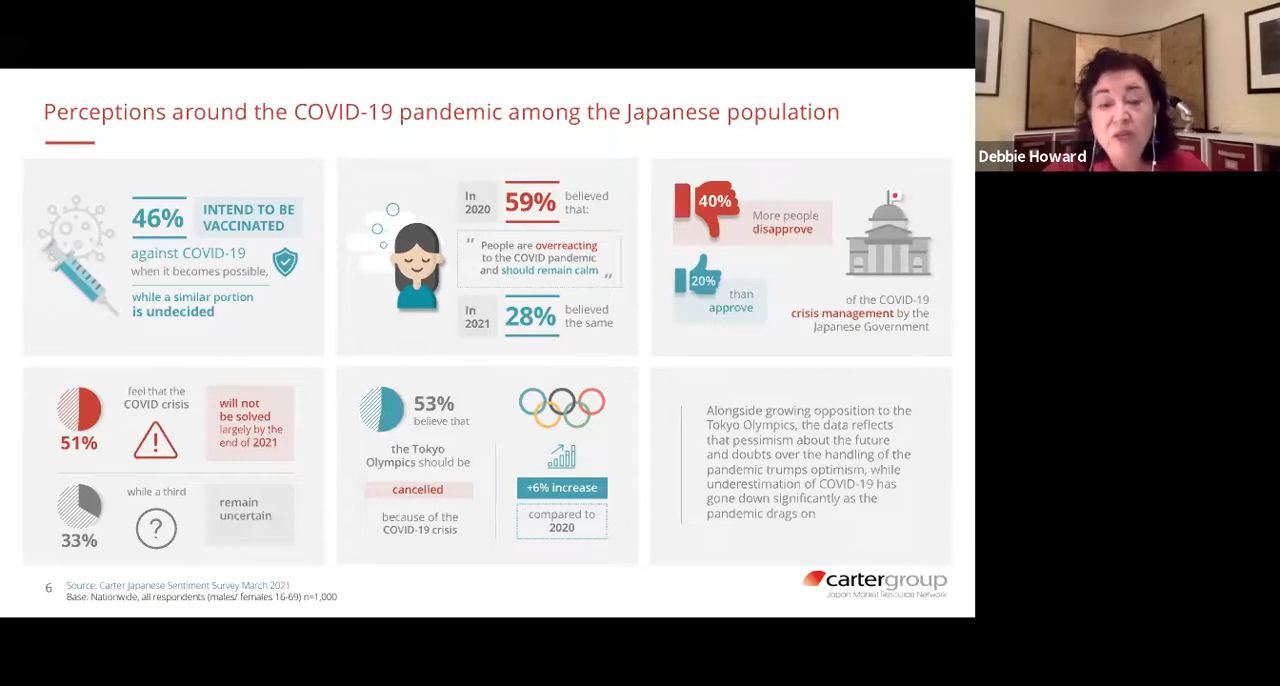 Perceptions around the COVID-19 pandemic among the Japanese population
46%
INTEND TO BE
VACCINATED
against COVID-19
when it becomes possible,
while a similar portion
is undecided
In
2020
59%
believed
that:
“ People are overreacting
to the COVID pandemic
and should remain calm ”
In
2021
28%
believed
the same
40%
More people
disapprove
20%
than
approve
of the COVID-19
crisis management by the
Japanese Government
51%
feel that the
COVID crisis
will not
be solved
largely by the
end of 2021
33%
while a third
?
remain
uncertain
53%
believe that
the Tokyo
Olympics should be
cancelled
because of the
COVID-19 crisis
+6% increase
compared to
2020
Alongside growing opposition to the
Tokyo Olympics, the data reflects
that pessimism about the future
and doubts over the handling of the
pandemic trumps optimism, while
underestimation of COVID-19 has
gone down significantly as the
pandemic drags on
6
Source: Carter Japanese Sentiment Survey March 2021
Base: Nationwide, all respondents (males/ females 16-69) n=1,000
cartergroup
Japan Market Resource Network
Debbie Howard